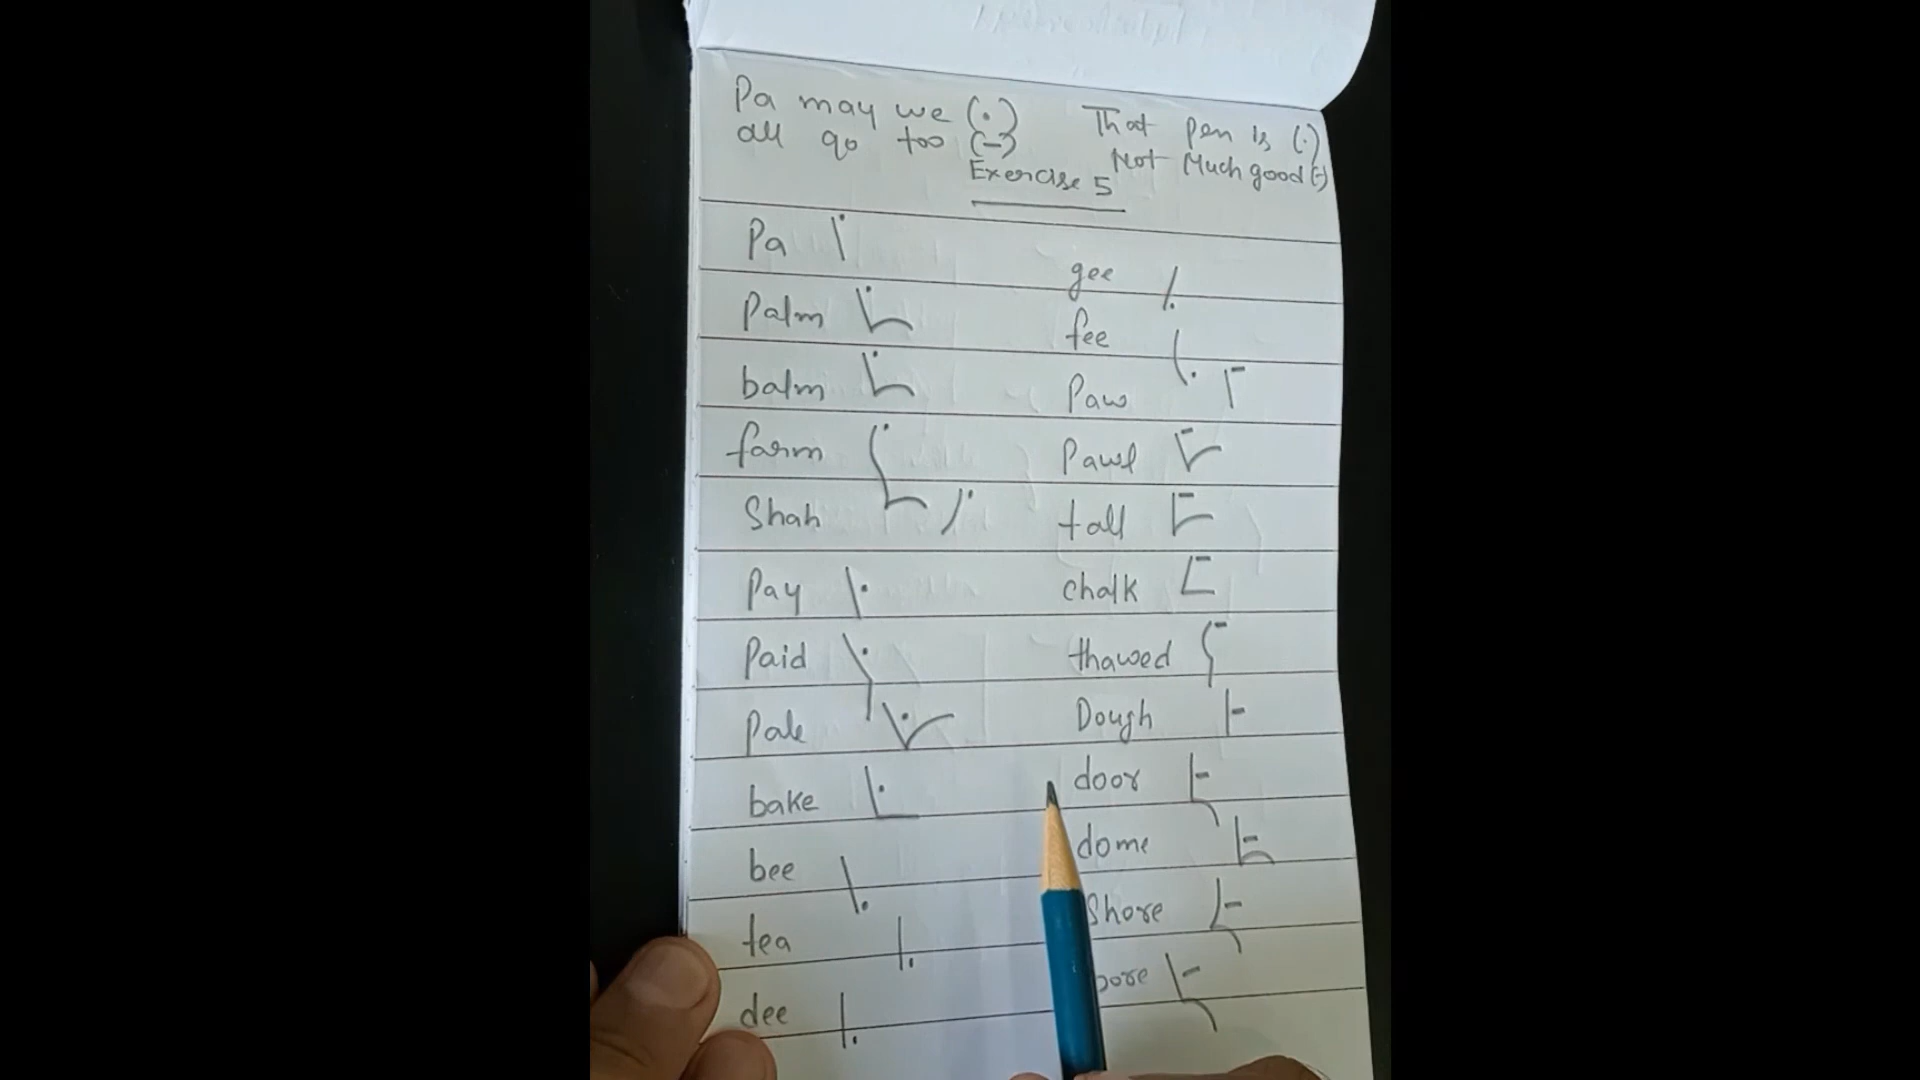 Pa may we (.)
all go too (-)
That pen is (.)
Not Much good (-)
Exercise 5
Pa
Palm
balm
farm
Shah
Pay
Paid
Pale
bake
bee
tea
dee
gee
fee
Paw
Pawl
tall
Chalk
thawed
Dough
door
dome
Shore